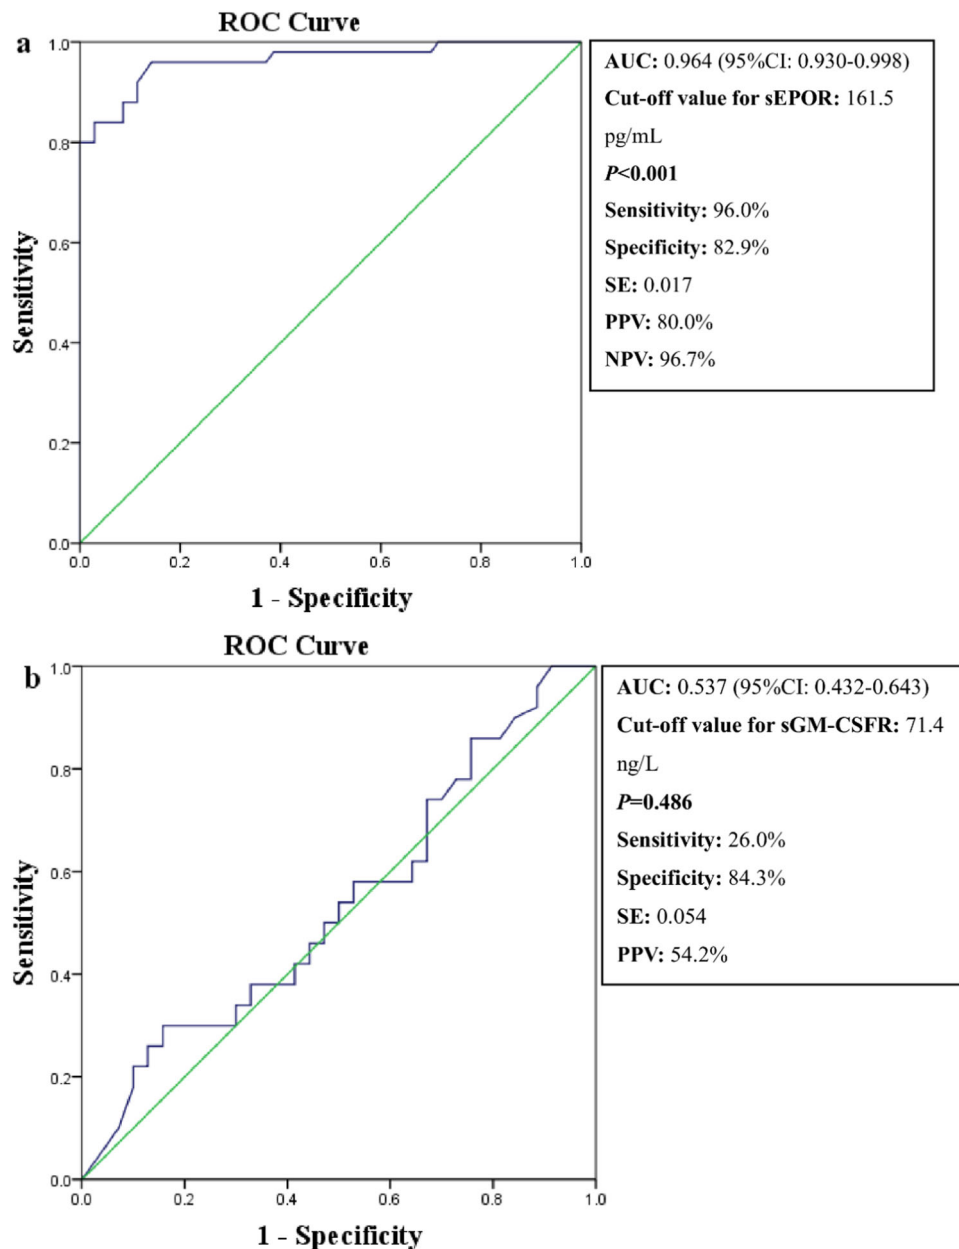 ROC Curve
a
1.0
0.8
0.6
0.4
0.2
0.0
0.0 0.2 0.4 0.6 0.8 1.0
Sensitivity
1 - Specificity
AUC: 0.964 (95%CI: 0.930-0.998)
Cut-off value for sEPOR: 161.5
pg/mL
P<0.001
Sensitivity: 96.0%
Specificity: 82.9%
SE: 0.017
PPV: 80.0%
NPV: 96.7%
ROC Curve
b
1.0
0.8
0.6
0.4
0.2
0.0
0.0 0.2 0.4 0.6 0.8 1.0
Sensitivity
1 - Specificity
AUC: 0.537 (95%CI: 0.432-0.643)
Cut-off value for sGM-CSFR: 71.4
ng/L
P=0.486
Sensitivity: 26.0%
Specificity: 84.3%
SE: 0.054
PPV: 54.2%